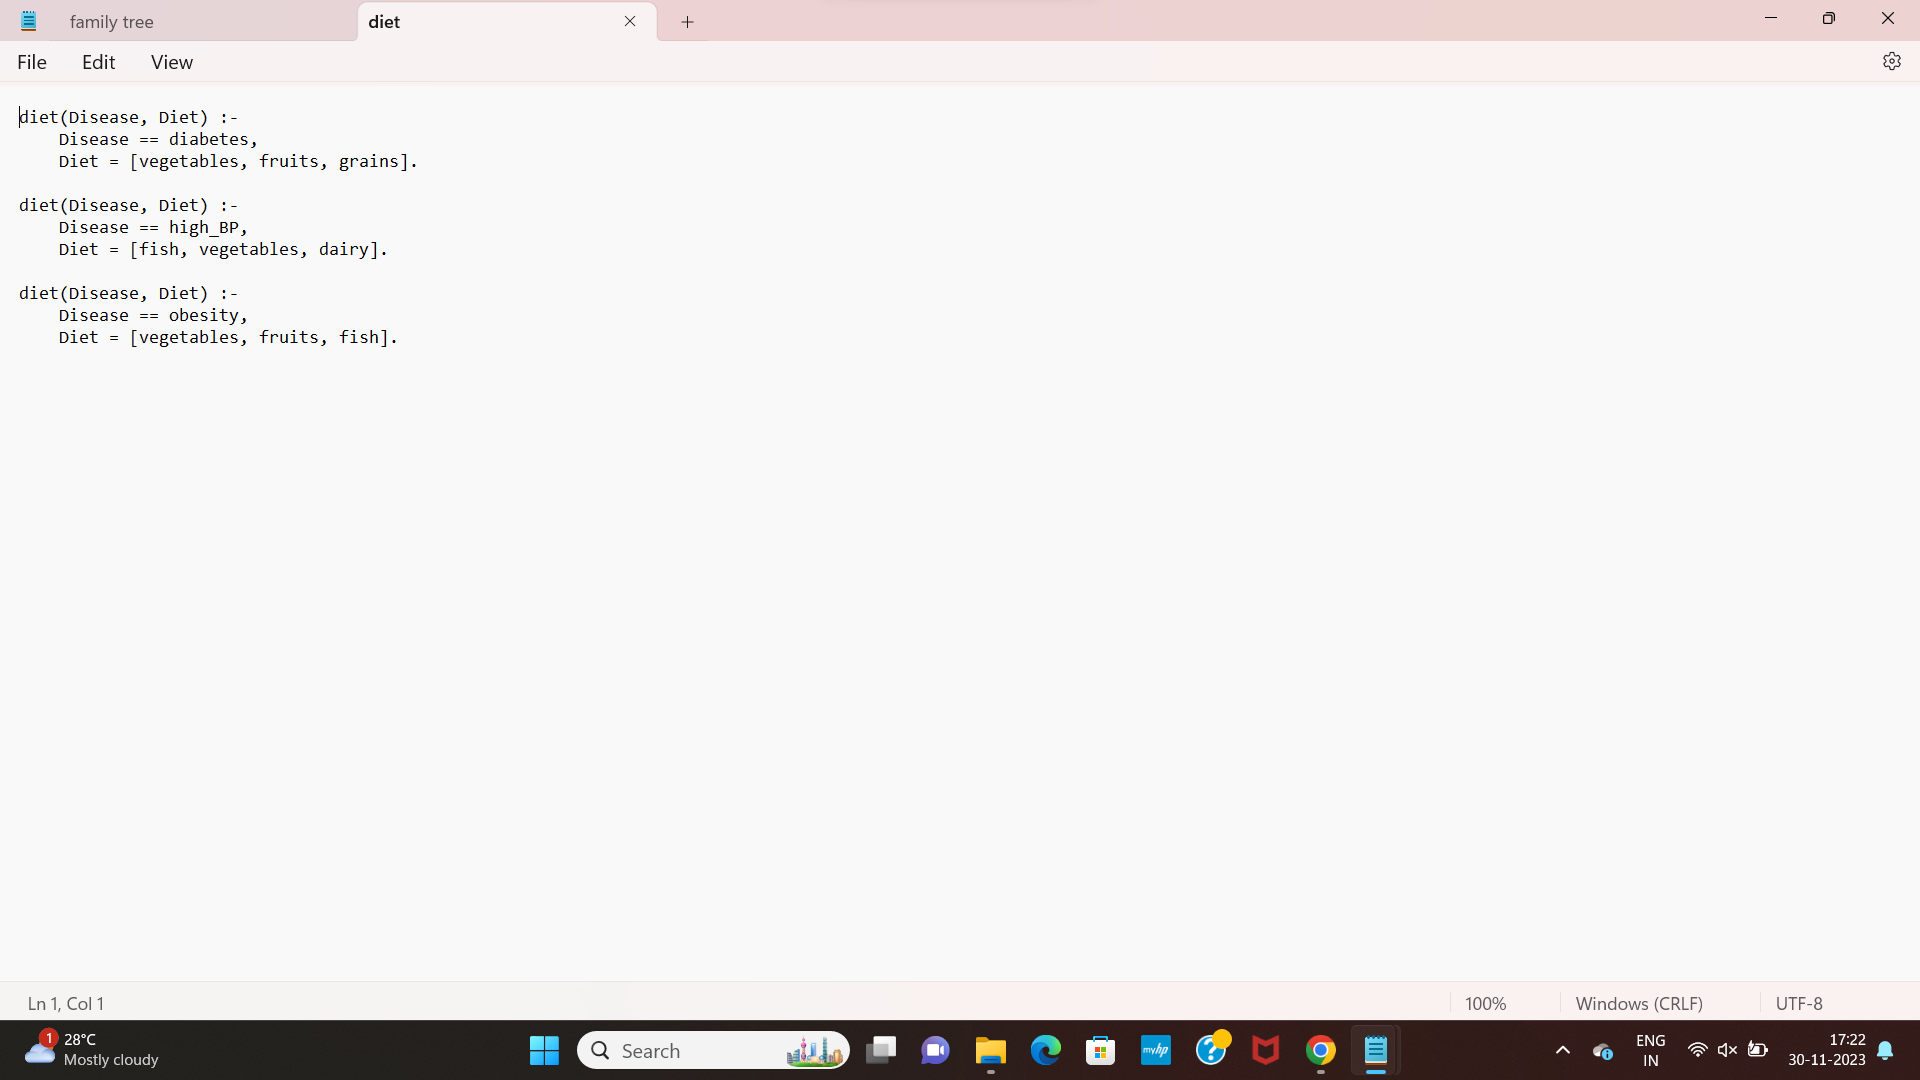 family tree
diet
File Edit View
diet(Disease, Diet) :-
    Disease == diabetes,
    Diet = [vegetables, fruits, grains].
diet(Disease, Diet) :-
    Disease == high_BP,
    Diet = [fish, vegetables, dairy].
diet(Disease, Diet) :-
    Disease == obesity,
    Diet = [vegetables, fruits, fish].
Ln 1, Col 1
100%
Windows (CRLF)
UTF-8
1
28°C
Mostly cloudy
Search
myhp
ENG
IN
17:22
30-11-2023